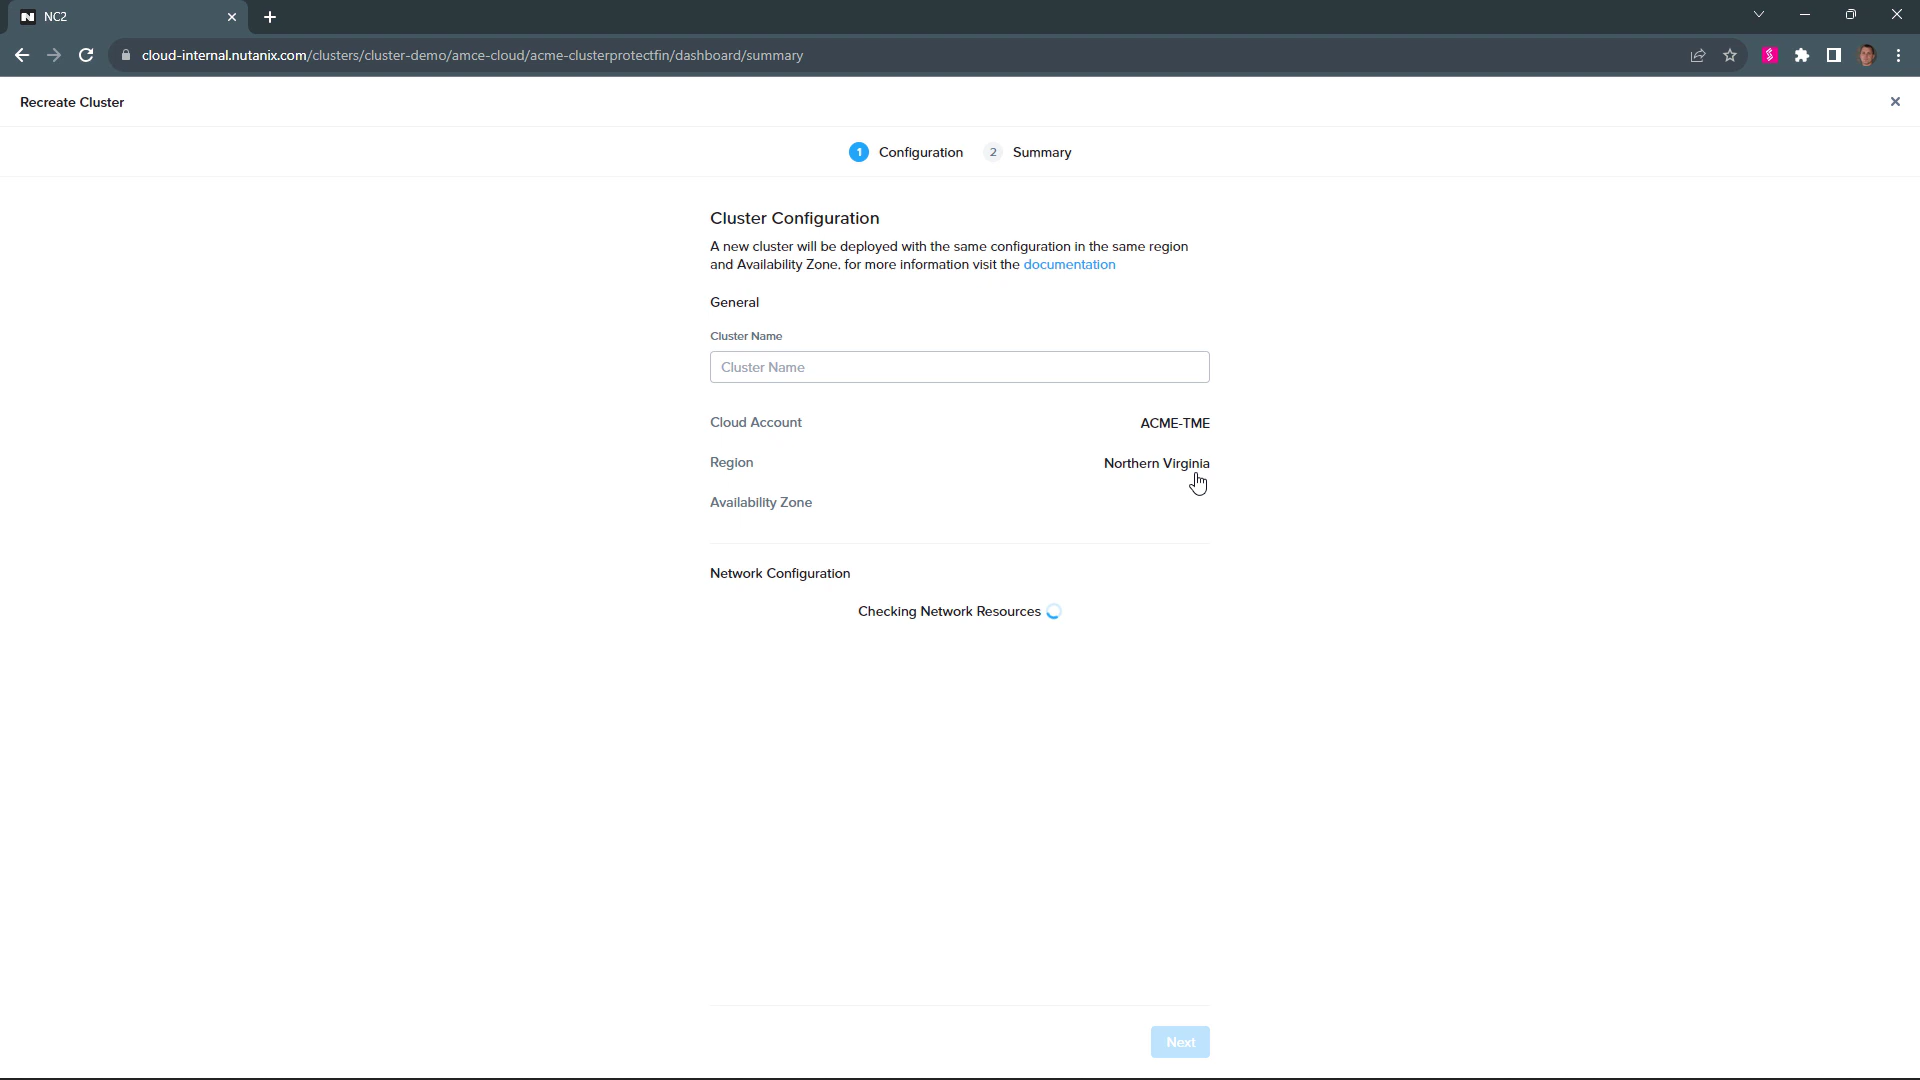 NC2
cloud-internal.nutanix.com/clusters/cluster-demo/amce-cloud/acme-clusterprotectfin/dashboard/summary
Recreate Cluster
1 Configuration 2 Summary
Cluster Configuration
A new cluster will be deployed with the same configuration in the same region
and Availability Zone. for more information visit the documentation
General
Cluster Name
Cluster Name
Cloud Account ACME-TME
Region Northern Virginia
Availability Zone
Network Configuration
Checking Network Resources
Next